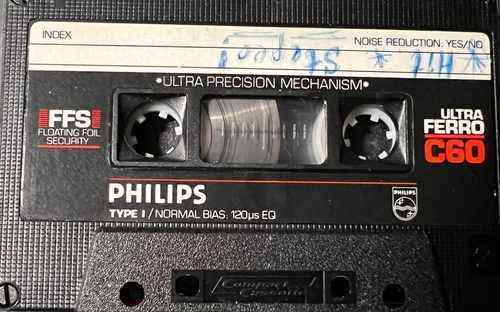 INDEX
NOISE REDUCTION: YES/NO
* Hit *
Stepper!
•ULTRA PRECISION MECHANISM•
FFS
FLOATING FOIL
SECURITY
ULTRA
FERRO
C60
PHILIPS
TYPE I / NORMAL BIAS: 120µs EQ
PHILIPS
Compact
Cassette